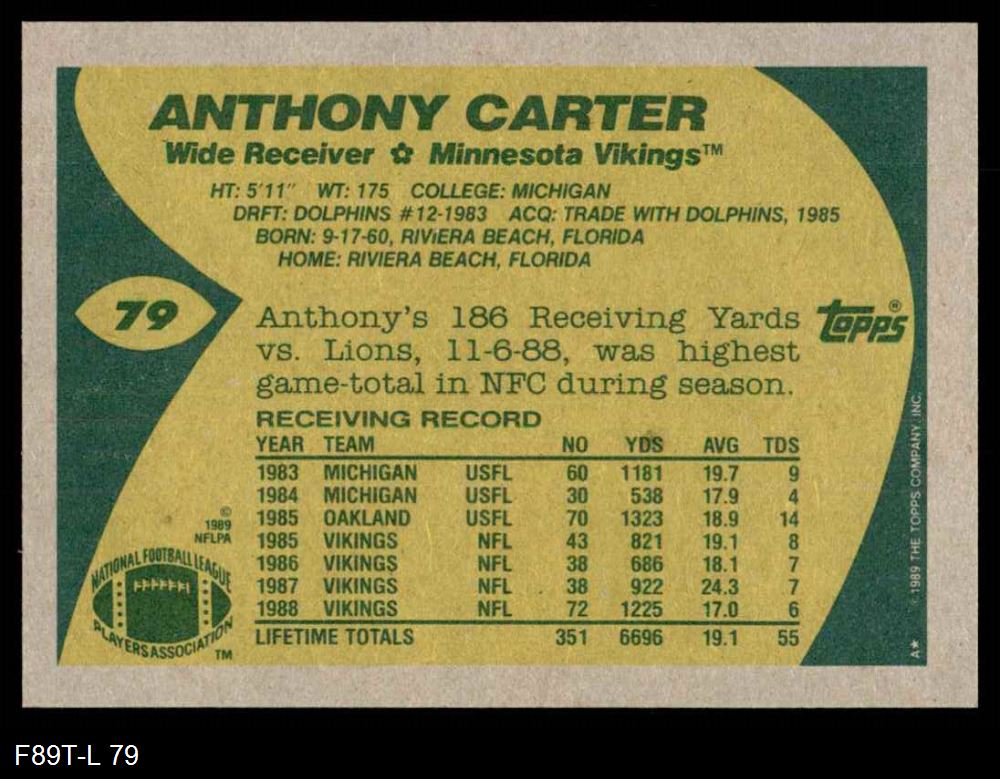 ANTHONY CARTER
Wide Receiver ✿ Minnesota Vikings™
HT: 5'11" WT: 175 COLLEGE: MICHIGAN
DRFT: DOLPHINS #12-1983 ACQ: TRADE WITH DOLPHINS, 1985
BORN: 9-17-60, RIVIERA BEACH, FLORIDA
HOME: RIVIERA BEACH, FLORIDA
79
Anthony's 186 Receiving Yards
vs. Lions, 11-6-88, was highest
game-total in NFC during season.
topps®
RECEIVING RECORD
YEAR TEAM NO YDS AVG TDS
1983 MICHIGAN USFL 60 1181 19.7 9
1984 MICHIGAN USFL 30 538 17.9 4
1985 OAKLAND USFL 70 1323 18.9 14
1985 VIKINGS NFL 43 821 19.1 8
1986 VIKINGS NFL 38 686 18.1 7
1987 VIKINGS NFL 38 922 24.3 7
1988 VIKINGS NFL 72 1225 17.0 6
LIFETIME TOTALS 351 6696 19.1 55
©
1989
NFLPA
NATIONAL FOOTBALL LEAGUE
PLAYERS ASSOCIATION TM
A* © 1989 THE TOPPS COMPANY, INC.
F89T-L 79